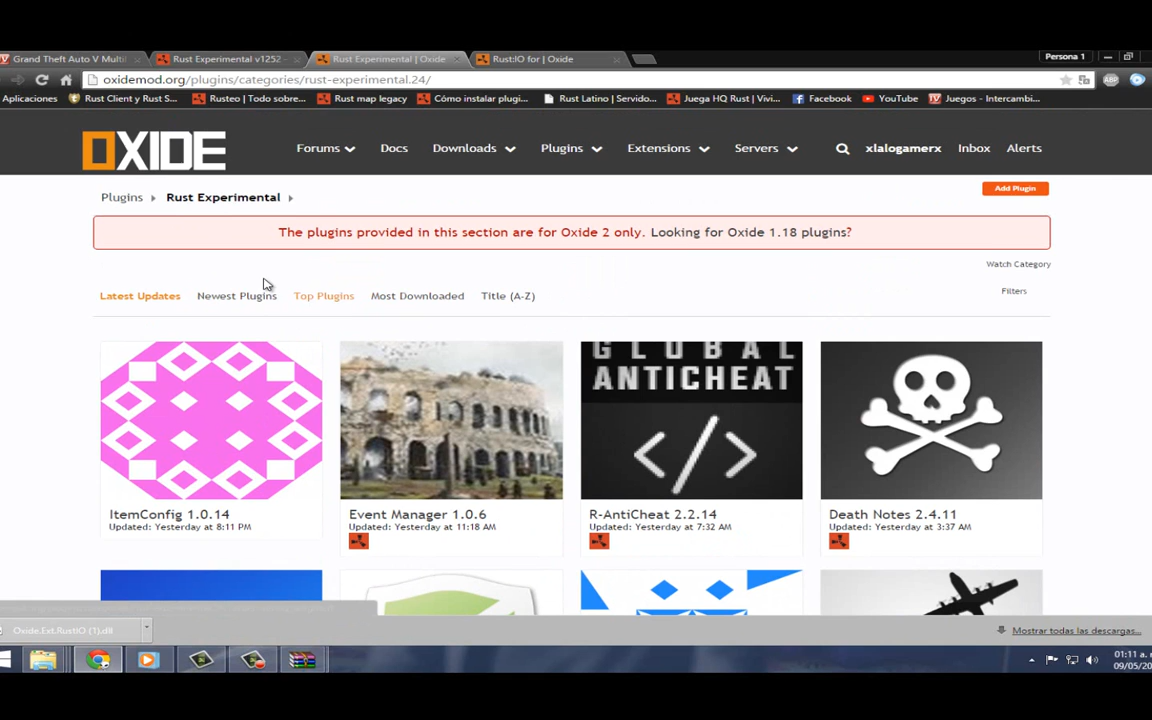 Grand Theft Auto V Multi
Rust Experimental v1252
Rust Experimental | Oxide
Rust:IO for | Oxide
Persona 1
oxidemod.org/plugins/categories/rust-experimental.24/
Aplicaciones
Rust Client y Rust S...
Rusteo | Todo sobre...
Rust map legacy
Cómo instalar plugi...
Rust Latino | Servido...
Juega HQ Rust | Vivi...
Facebook
YouTube
Juegos - Intercambi...
ABP
OXIDE
Forums
Docs
Downloads
Plugins
Extensions
Servers
xlalogamerx
Inbox
Alerts
Plugins
Rust Experimental
Add Plugin
The plugins provided in this section are for Oxide 2 only. Looking for Oxide 1.18 plugins?
Watch Category
Latest Updates
Newest Plugins
Top Plugins
Most Downloaded
Title (A-Z)
Filters
GLOBAL
ANTICHEAT
</>
ItemConfig 1.0.14
Updated: Yesterday at 8:11 PM
Event Manager 1.0.6
Updated: Yesterday at 11:18 AM
R-AntiCheat 2.2.14
Updated: Yesterday at 7:32 AM
Death Notes 2.4.11
Updated: Yesterday at 3:37 AM
Oxide.Ext.RustIO (1).dll
Mostrar todas las descargas...
01:11 a.
09/05/20